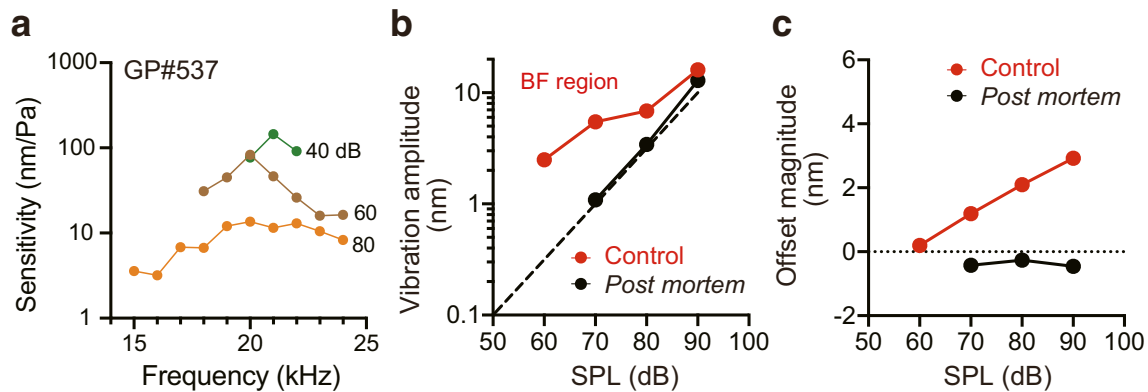 a
GP#537
Sensitivity (nm/Pa)
1000
100
10
1
40 dB
60
80
15
20
25
Frequency (kHz)
b
BF region
Vibration amplitude
(nm)
10
1
0.1
Control
Post mortem
50
60
70
80
90
100
SPL (dB)
c
Control
Post mortem
Offset magnitude
(nm)
6
4
2
0
-2
50
60
70
80
90
100
SPL (dB)